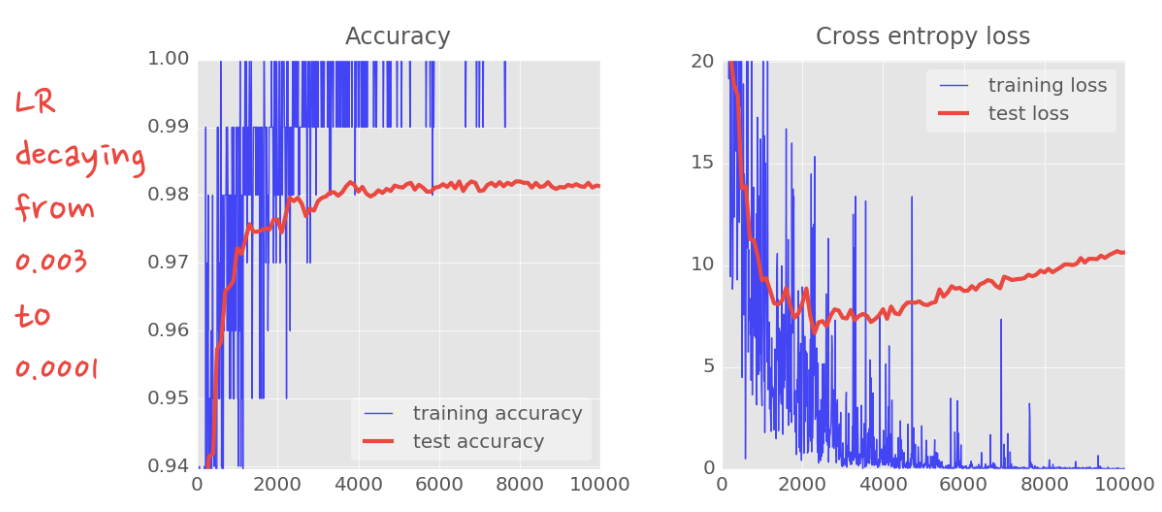 LR
decaying
from
0.003
to
0.0001
Accuracy
1.00
0.99
0.98
0.97
0.96
0.95
0.94
0
2000
4000
6000
8000
10000
training accuracy
test accuracy
Cross entropy loss
20
15
10
5
0
0
2000
4000
6000
8000
10000
training loss
test loss